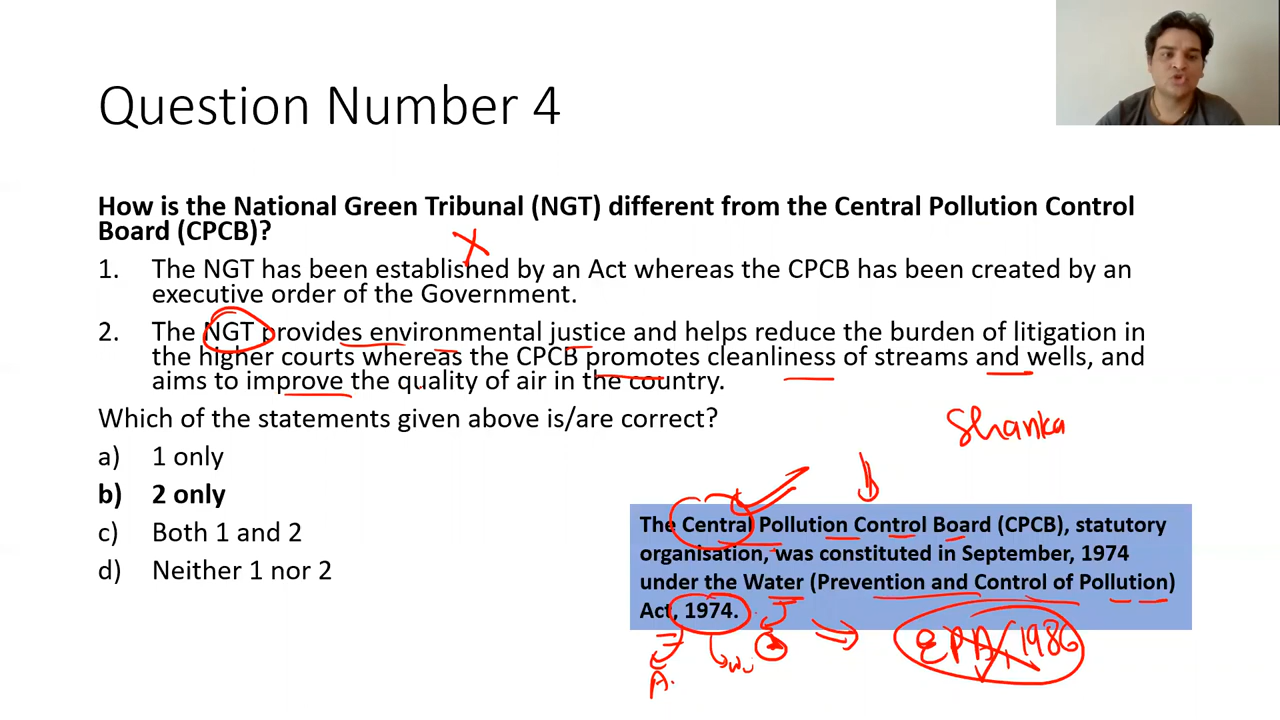 Question Number 4
How is the National Green Tribunal (NGT) different from the Central Pollution Control
Board (CPCB)?
1. The NGT has been established by an Act whereas the CPCB has been created by an
executive order of the Government.
2. The NGT provides environmental justice and helps reduce the burden of litigation in
the higher courts whereas the CPCB promotes cleanliness of streams and wells, and
aims to improve the quality of air in the country.
Which of the statements given above is/are correct?
Shanka
a) 1 only
b) 2 only
c) Both 1 and 2
d) Neither 1 nor 2
The Central Pollution Control Board (CPCB), statutory
organisation, was constituted in September, 1974
under the Water (Prevention and Control of Pollution)
Act, 1974.
EPA, 1986
A.